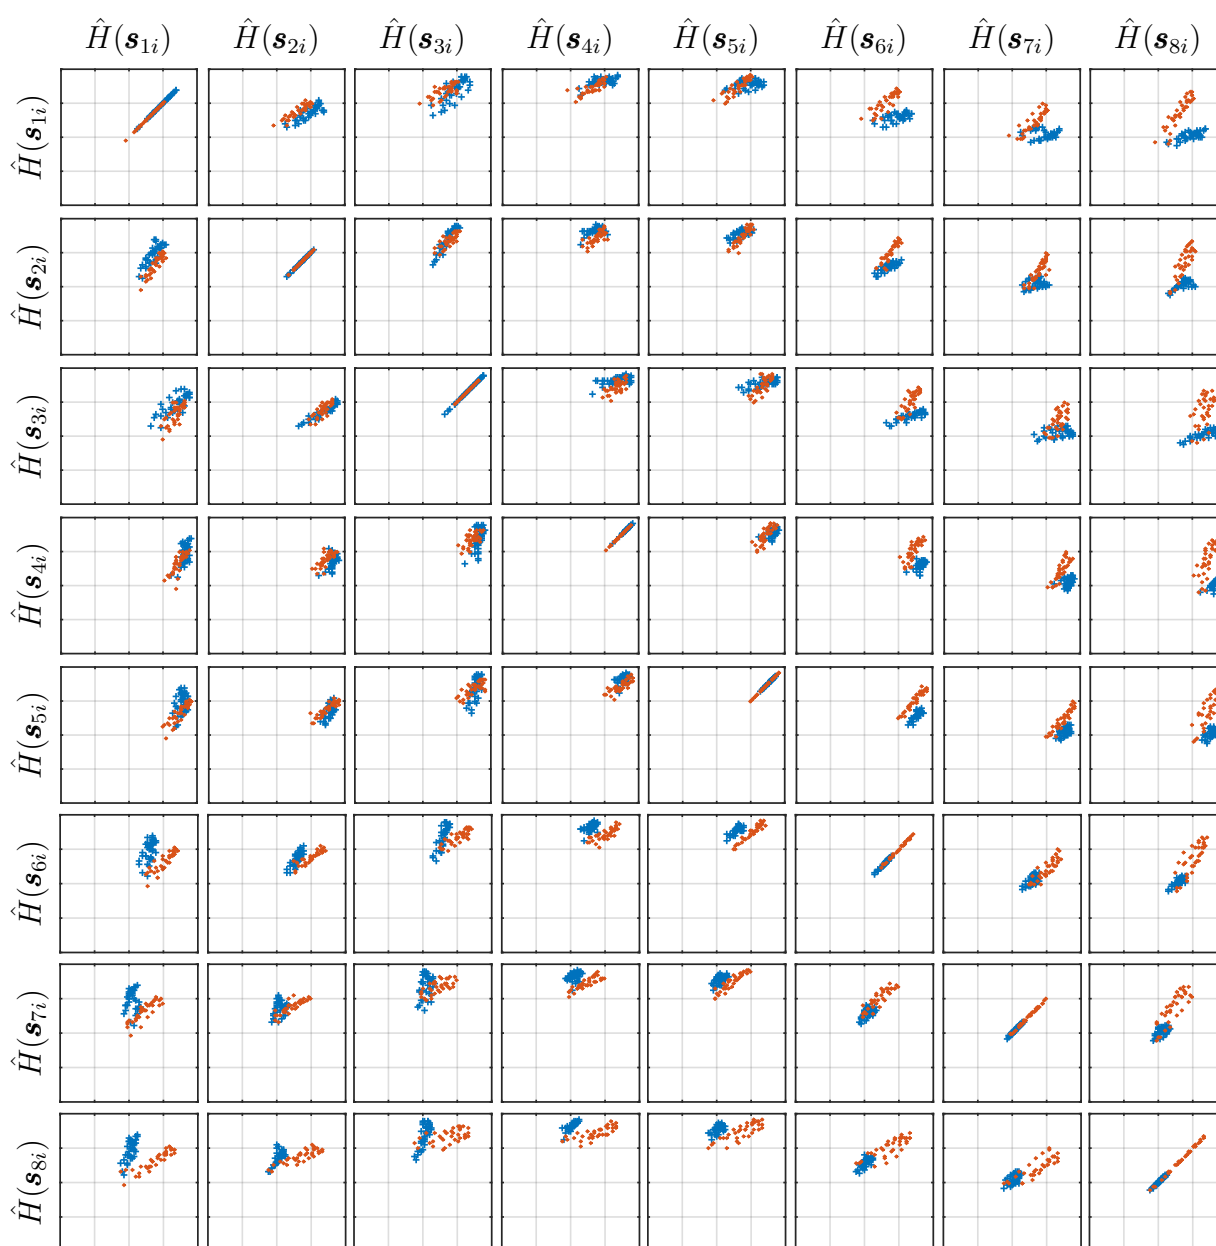 Ĥ(s₁ᵢ) Ĥ(s₂ᵢ) Ĥ(s₃ᵢ) Ĥ(s₄ᵢ) Ĥ(s₅ᵢ) Ĥ(s₆ᵢ) Ĥ(s₇ᵢ) Ĥ(s₈ᵢ)
Ĥ(s₁ᵢ)
Ĥ(s₂ᵢ)
Ĥ(s₃ᵢ)
Ĥ(s₄ᵢ)
Ĥ(s₅ᵢ)
Ĥ(s₆ᵢ)
Ĥ(s₇ᵢ)
Ĥ(s₈ᵢ)